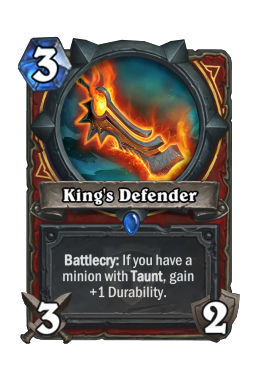 3
King's Defender
Battlecry: If you have a
minion with Taunt, gain
+1 Durability.
3 2